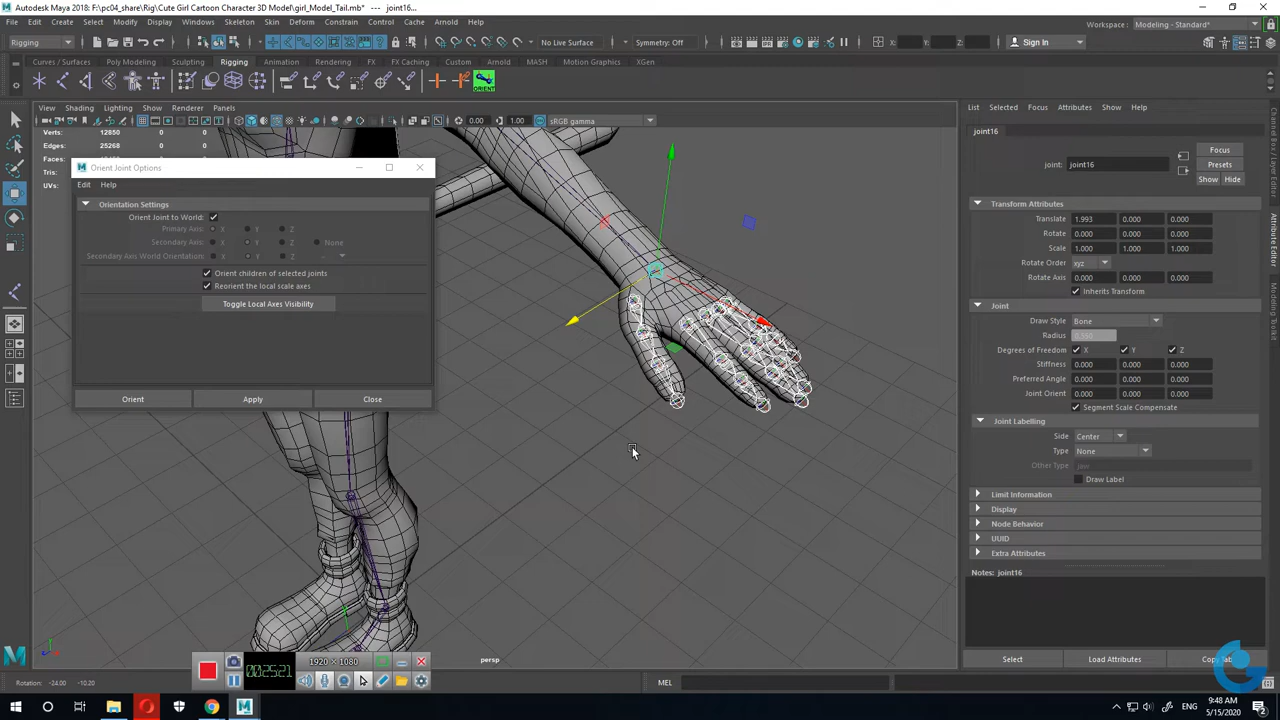 Autodesk Maya 2018: F:\pc04_share\Rig\Cute Girl Cartoon Character 3D Model\girl_Model_Tail.mb* --- joint16...
File Edit Create Select Modify Display Windows Skeleton Skin Deform Constrain Control Cache Arnold Help
Workspace : Modeling - Standard*
Rigging No Live Surface Symmetry: Off Sign In
Curves / Surfaces Poly Modeling Sculpting Rigging Animation Rendering FX FX Caching Custom Arnold MASH Motion Graphics XGen
ORIENT
View Shading Lighting Show Renderer Panels
0.00 1.00 sRGB gamma
Verts: 12850 0 0
Edges: 25268 0 0
Tris:
UVs:
Orient Joint Options
Edit Help
Orientation Settings
Orient Joint to World:
Primary Axis: X Y Z
Secondary Axis: X Y Z None
Secondary Axis World Orientation: X Y Z
Orient children of selected joints
Reorient the local scale axes
Toggle Local Axes Visibility
Orient Apply Close
List Selected Focus Attributes Show Help
joint16
Focus
joint: joint16
Presets
Show Hide
Transform Attributes
Translate 1.993 0.000 0.000
Rotate 0.000 0.000 0.000
Scale 1.000 1.000 1.000
Rotate Order xyz
Rotate Axis 0.000 0.000 0.000
Inherits Transform
Joint
Draw Style Bone
Radius
Degrees of Freedom X Y Z
Stiffness 0.000 0.000 0.000
Preferred Angle 0.000 0.000 0.000
Joint Orient 0.000 0.000 0.000
Segment Scale Compensate
Joint Labelling
Side Center
Type None
Other Type jaw
Draw Label
Limit Information
Display
Node Behavior
UUID
Extra Attributes
Notes: joint16
Select Load Attributes
Channel Box / Layer Editor
Attribute Editor
persp
00:25:21
1920 × 1080
Rotation: -24.00 -10.20
MEL
9:48 AM
5/15/2020